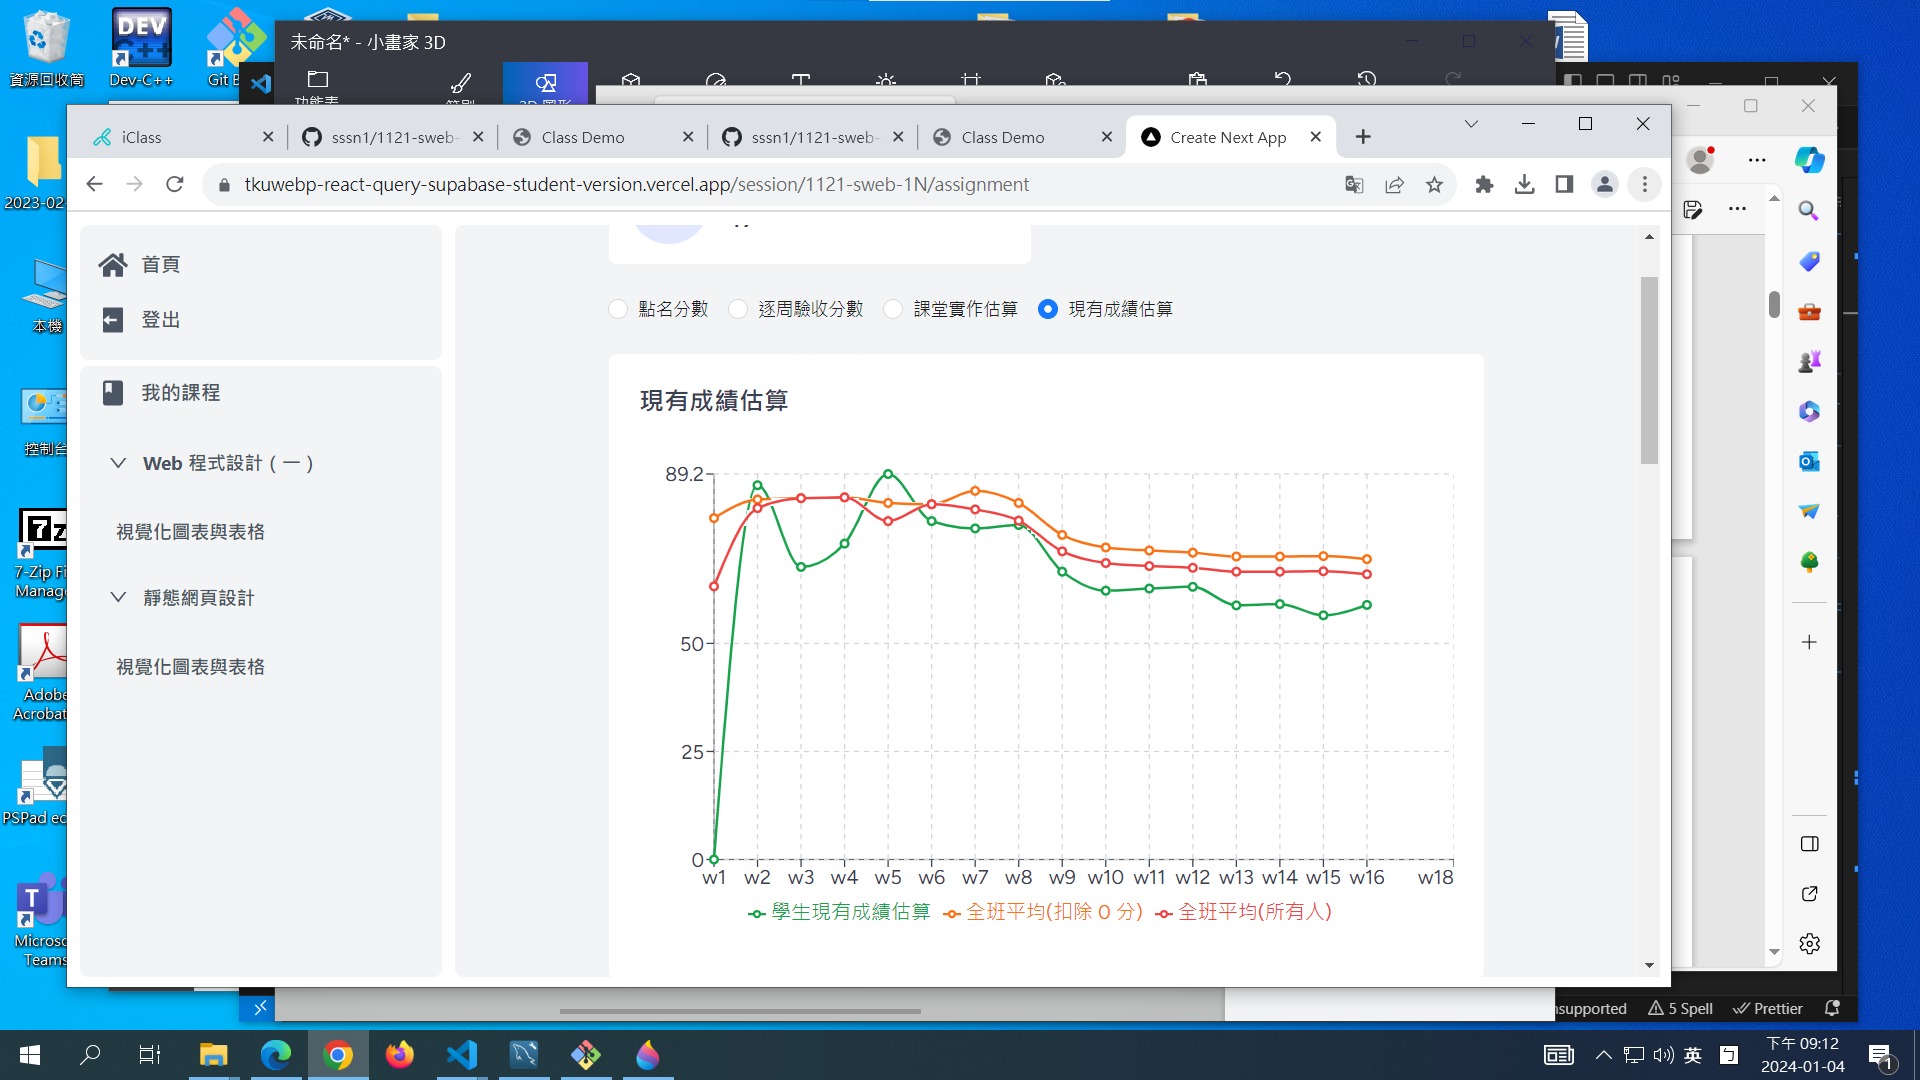 未命名* - 小畫家 3D
資源回收筒
Dev-C++
功能表
iClass
sssn1/1121-sweb-
Class Demo
sssn1/1121-sweb-
Class Demo
Create Next App
tkuwebp-react-query-supabase-student-version.vercel.app/session/1121-sweb-1N/assignment
2023-02-
本機
控制台
7-Zip Fi
Manag
Adobe
Acrobat
PSPad
Microso
Teams
首頁
登出
我的課程
Web 程式設計 ( 一 )
視覺化圖表與表格
靜態網頁設計
視覺化圖表與表格
點名分數
逐周驗收分數
課堂實作估算
現有成績估算
現有成績估算
89.2
50
25
0
w1 w2 w3 w4 w5 w6 w7 w8 w9 w10 w11 w12 w13 w14 w15 w16 w18
學生現有成績估算 全班平均(扣除 0 分) 全班平均(所有人)
nsupported
5 Spell
Prettier
英
下午 09:12
2024-01-04
1